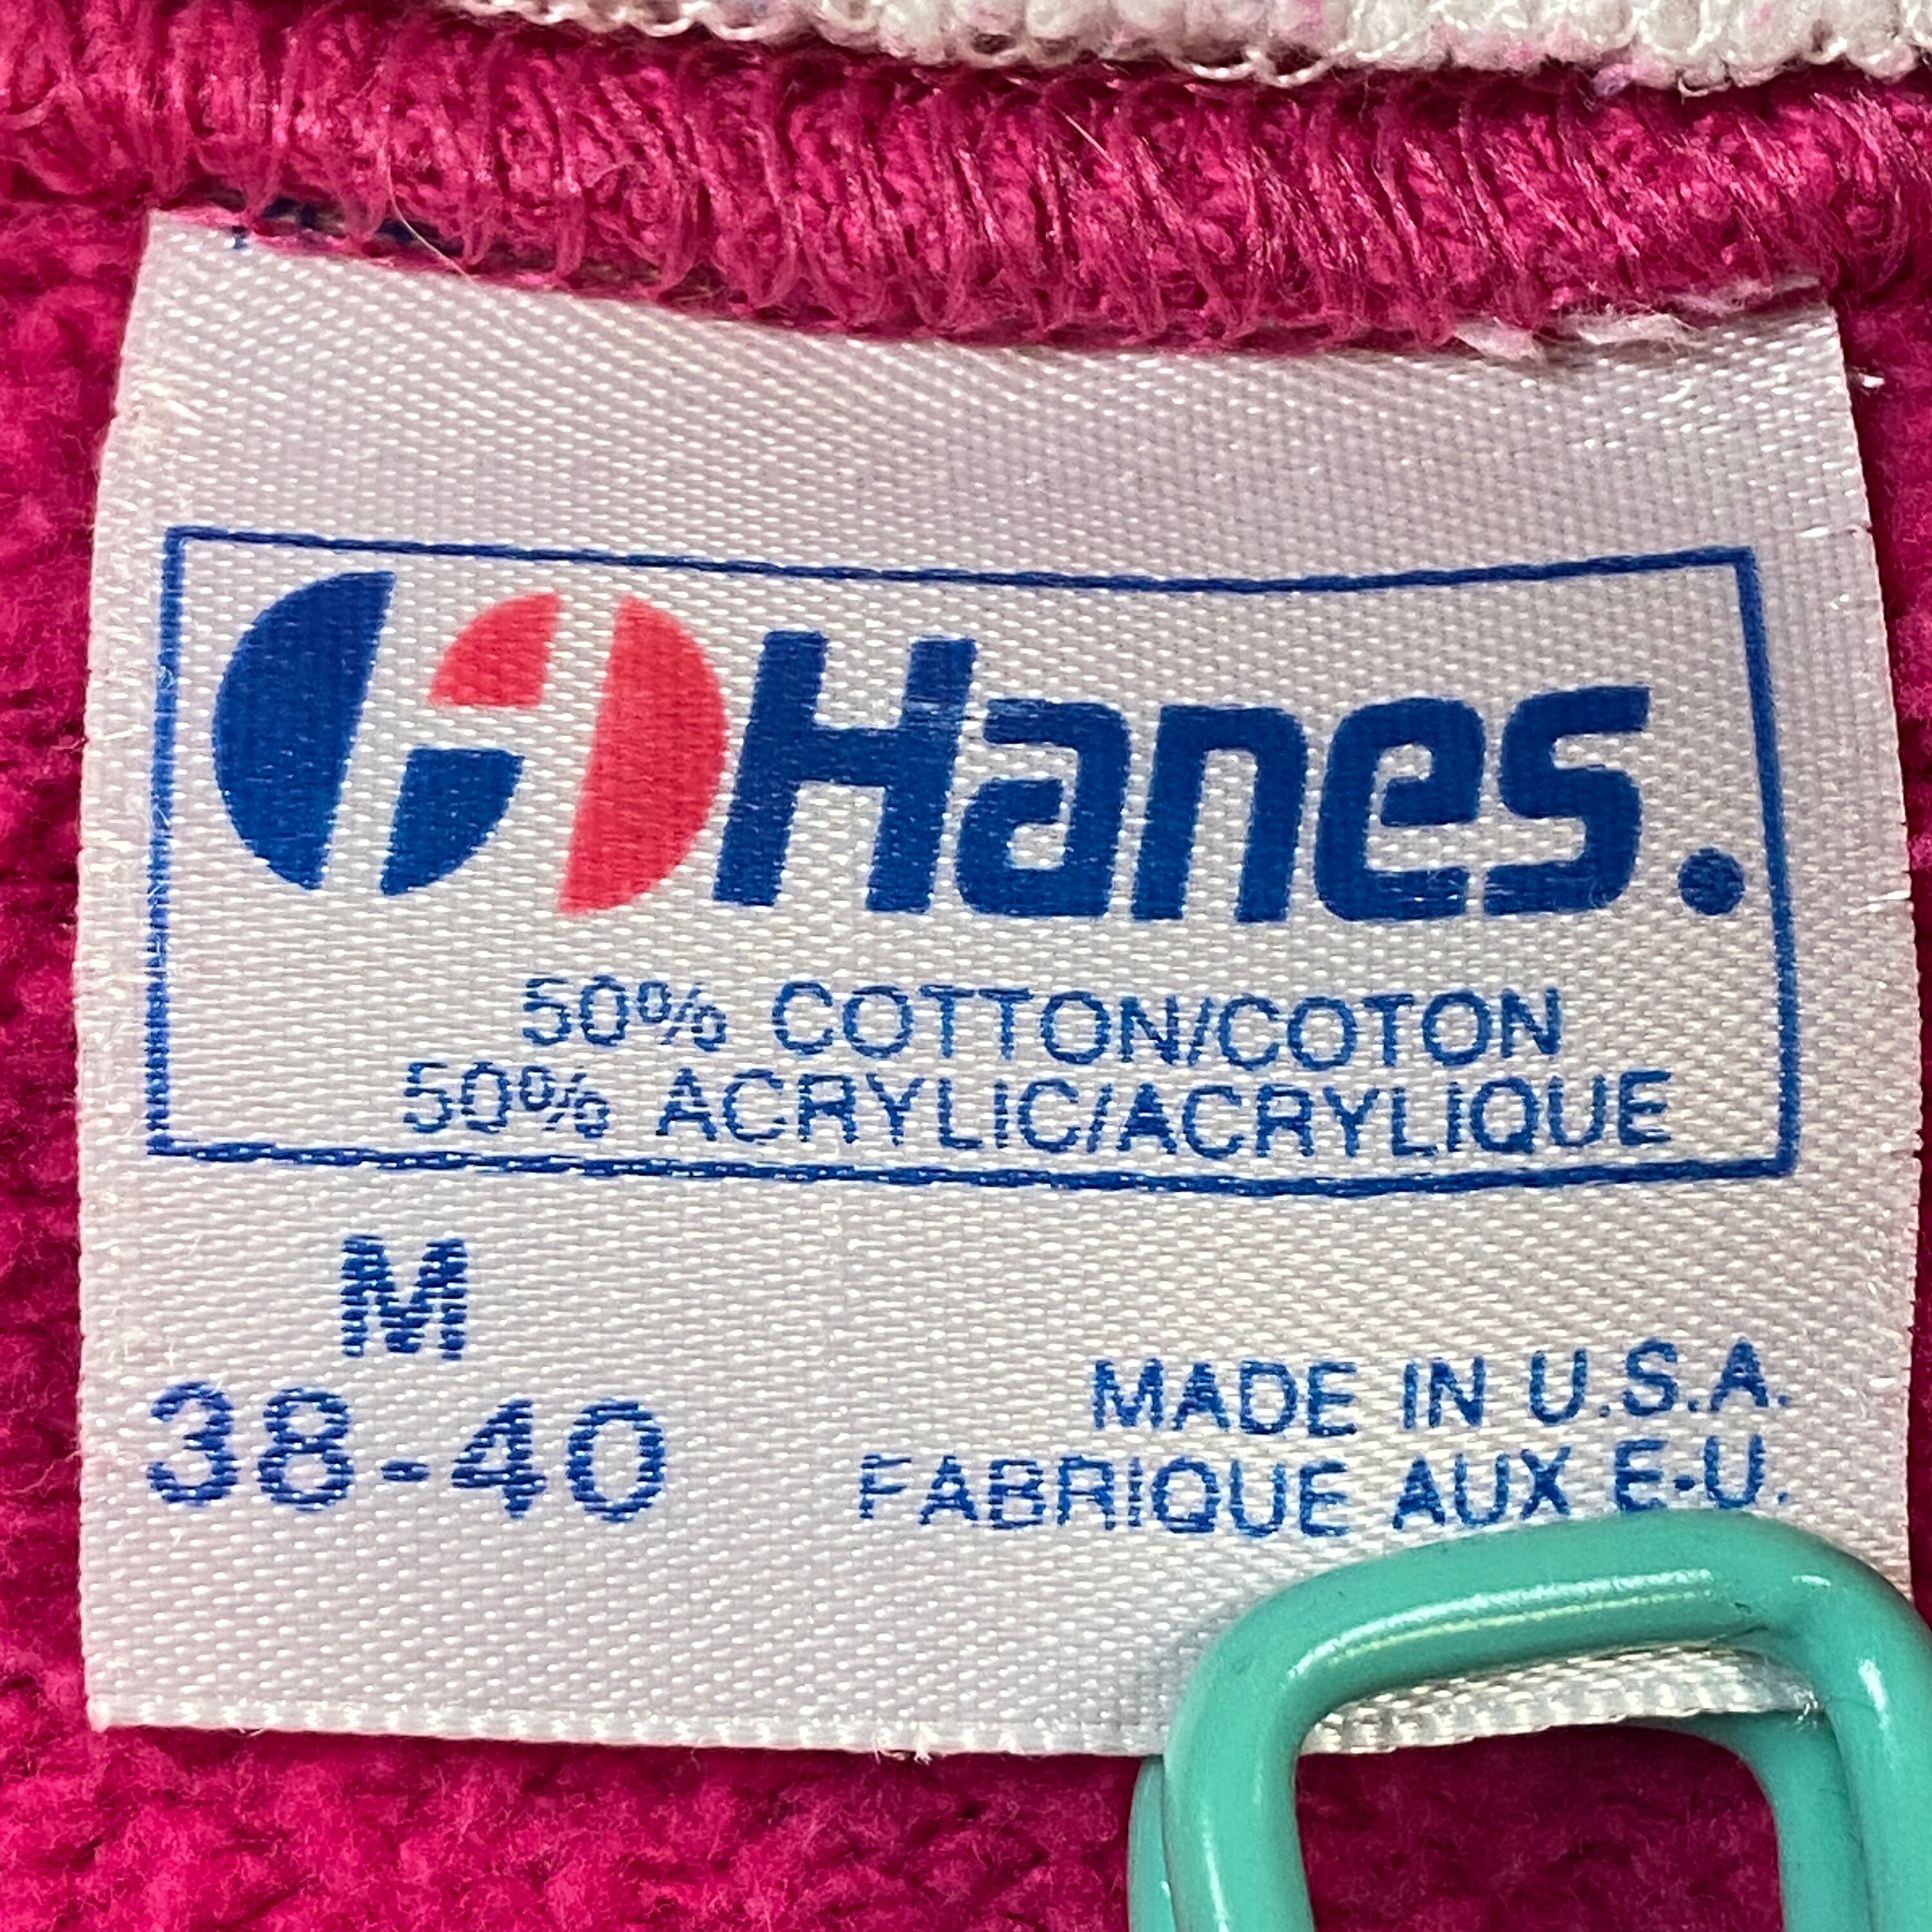 Hanes.
50% COTTON/COTON
50% ACRYLIC/ACRYLIQUE
M
38-40
MADE IN U.S.A.
FABRIQUE AUX E-U.